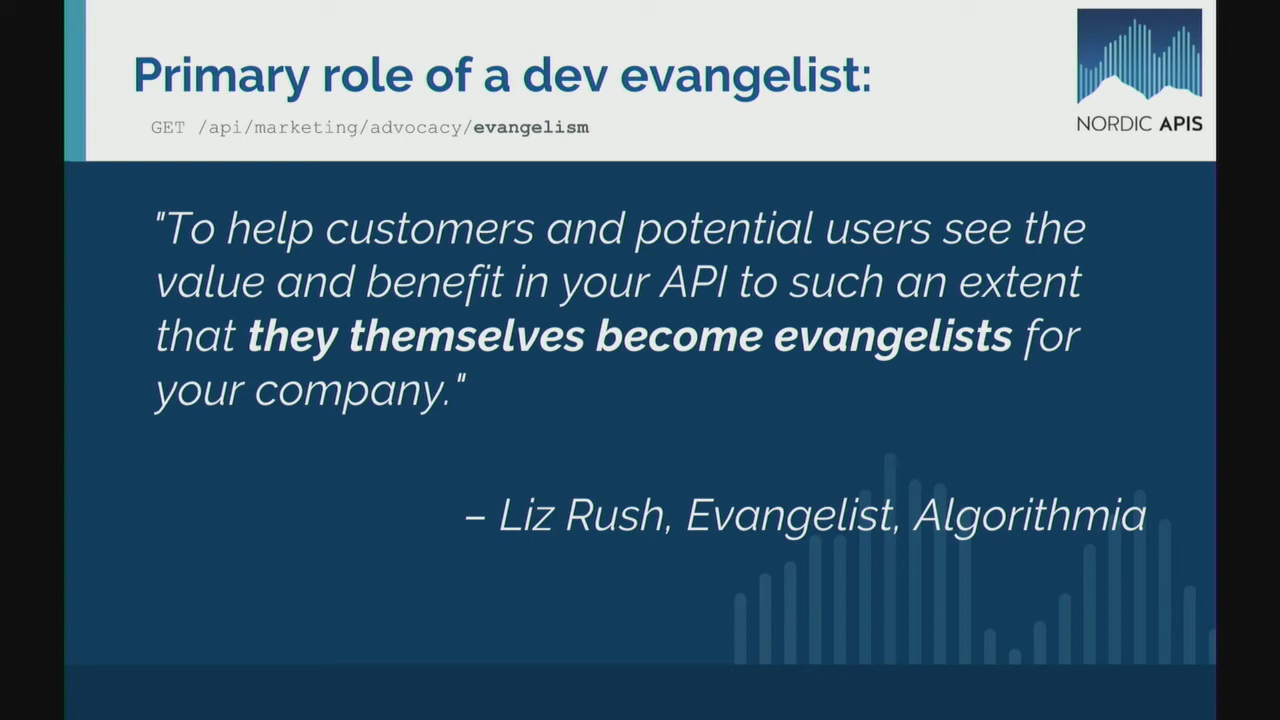 Primary role of a dev evangelist:
GET /api/marketing/advocacy/evangelism
NORDIC APIS
"To help customers and potential users see the
value and benefit in your API to such an extent
that they themselves become evangelists for
your company."
– Liz Rush, Evangelist, Algorithmia